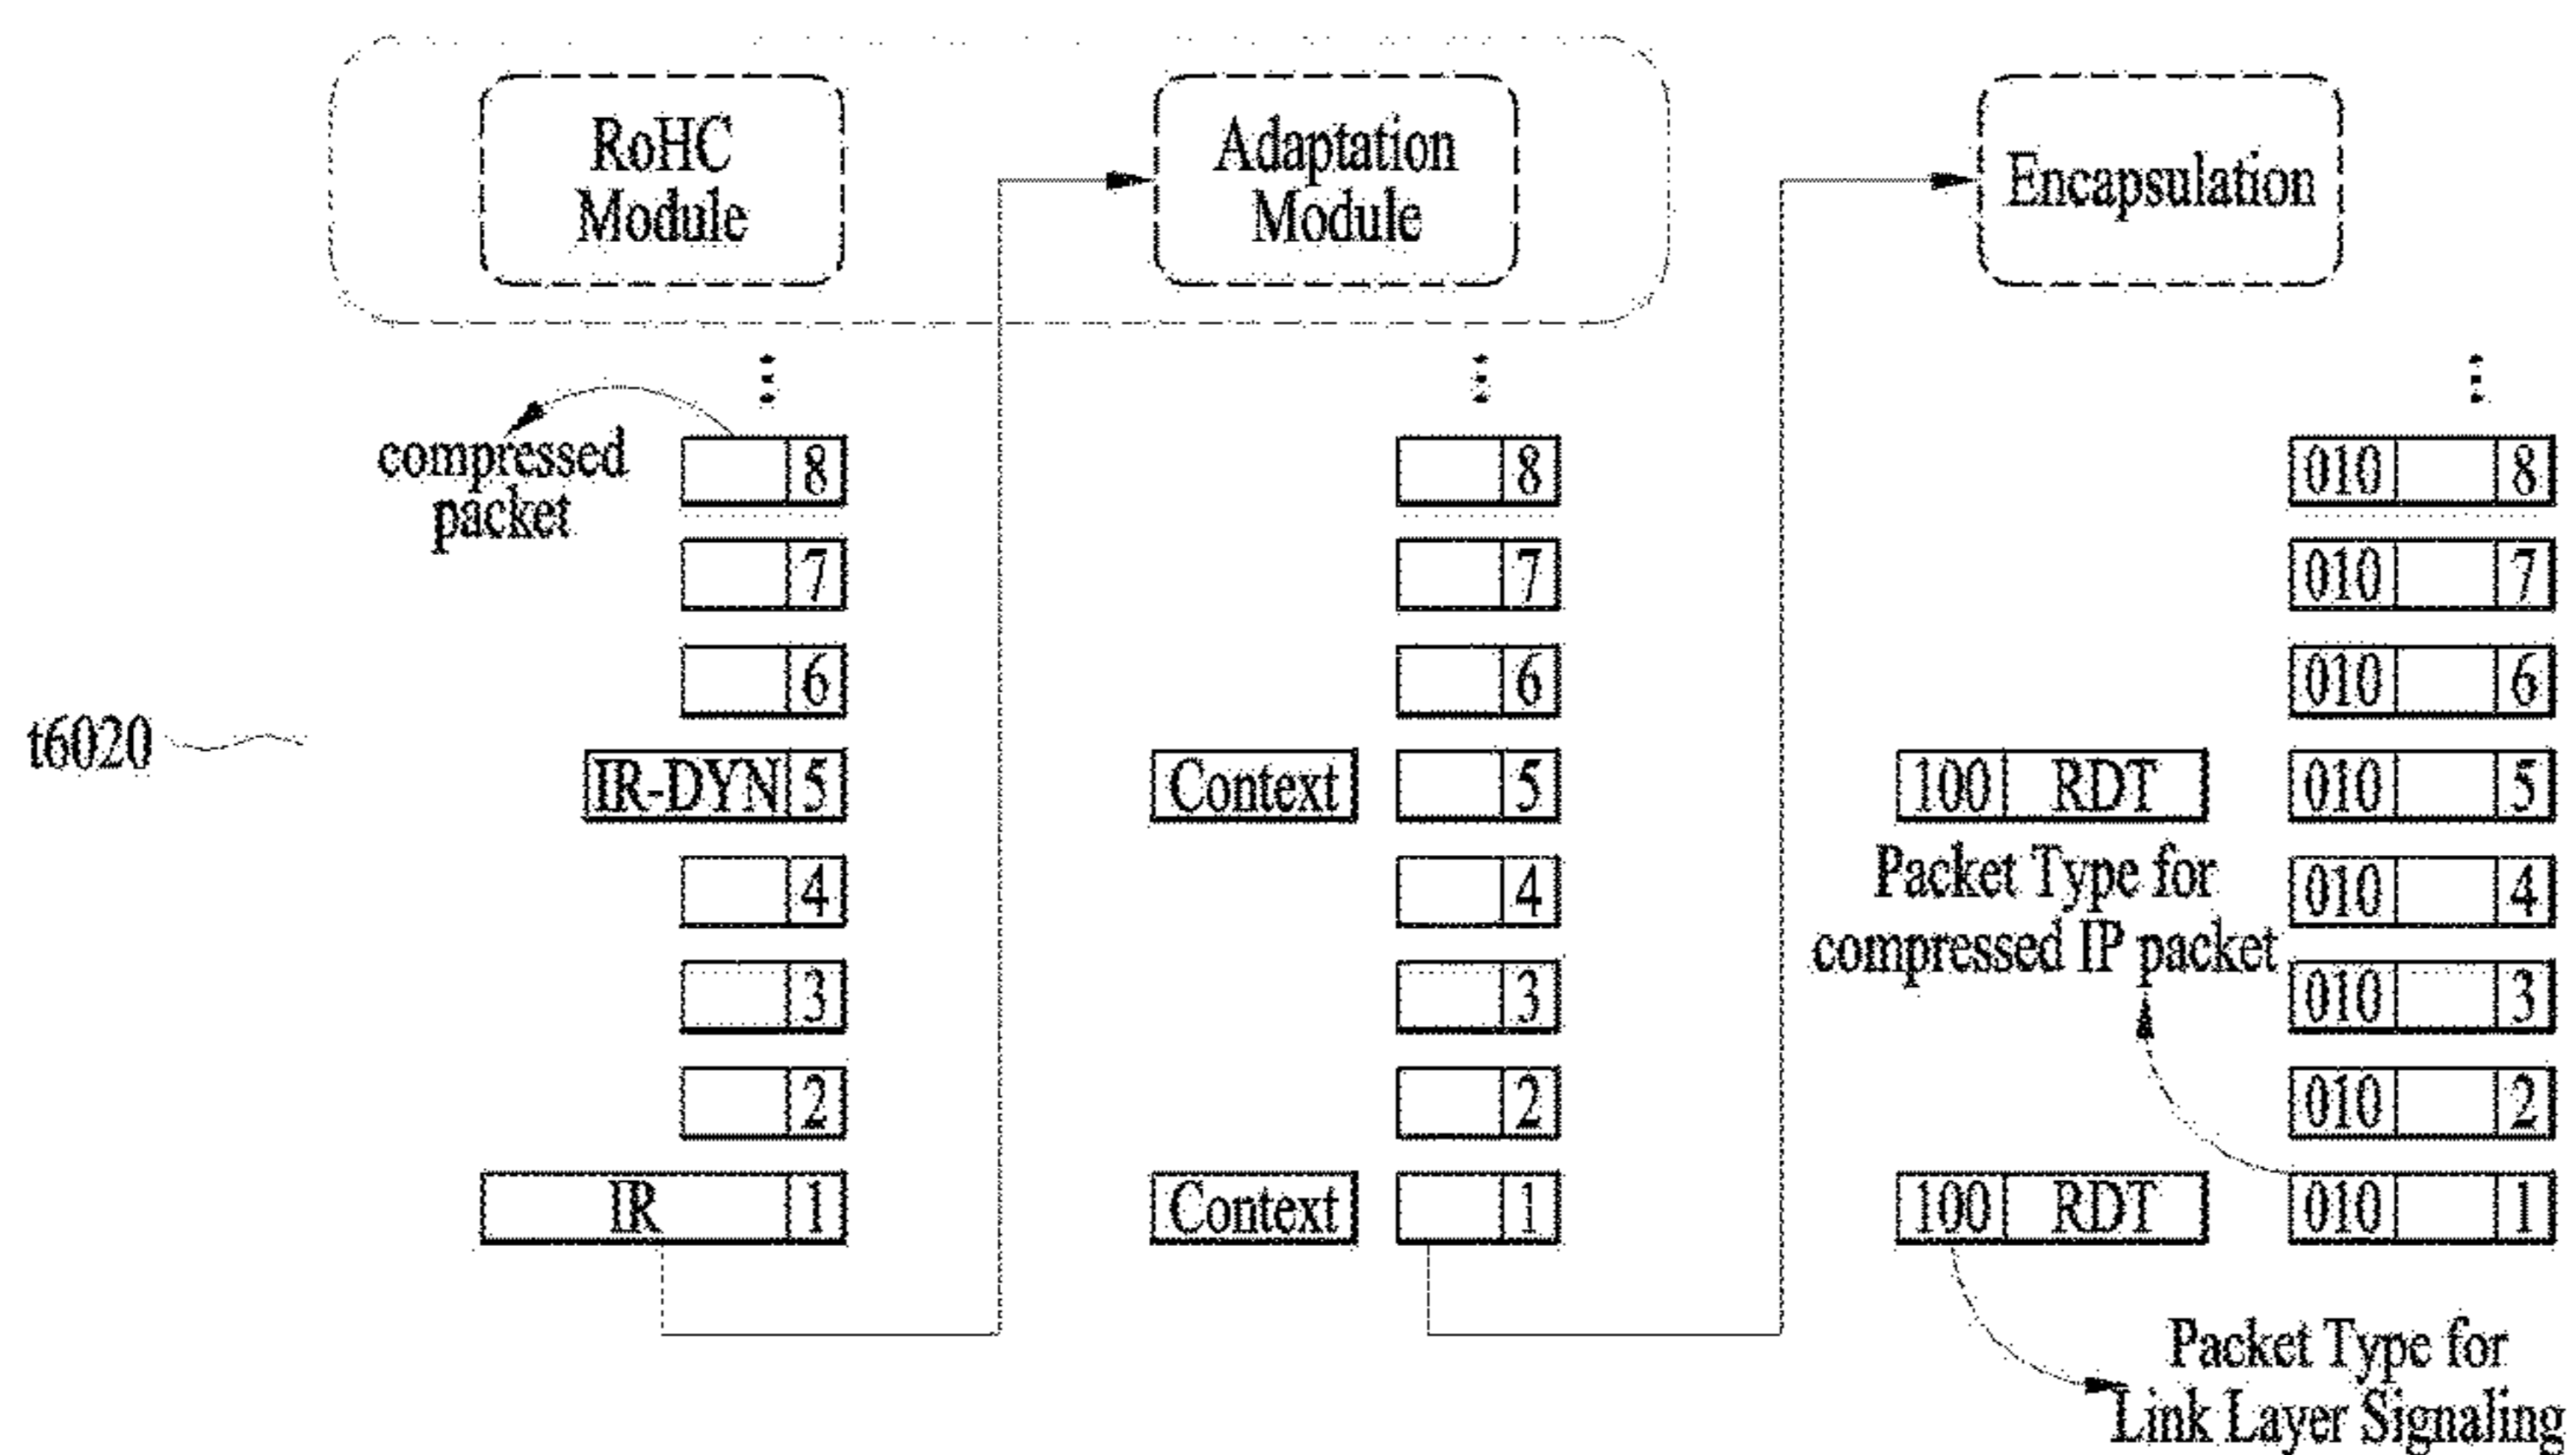 RoHC
Module
Adaptation
Module
Encapsulation
compressed
packet
8
8
010 8
7
7
010 7
6
6
010 6
t6020
IR-DYN 5
Context 5
100 RDT 010 5
4
4
010 4
Packet Type for
compressed IP packet
3
3
010 3
2
2
010 2
IR 1
Context 1
100 RDT 010 1
Packet Type for
Link Layer Signaling